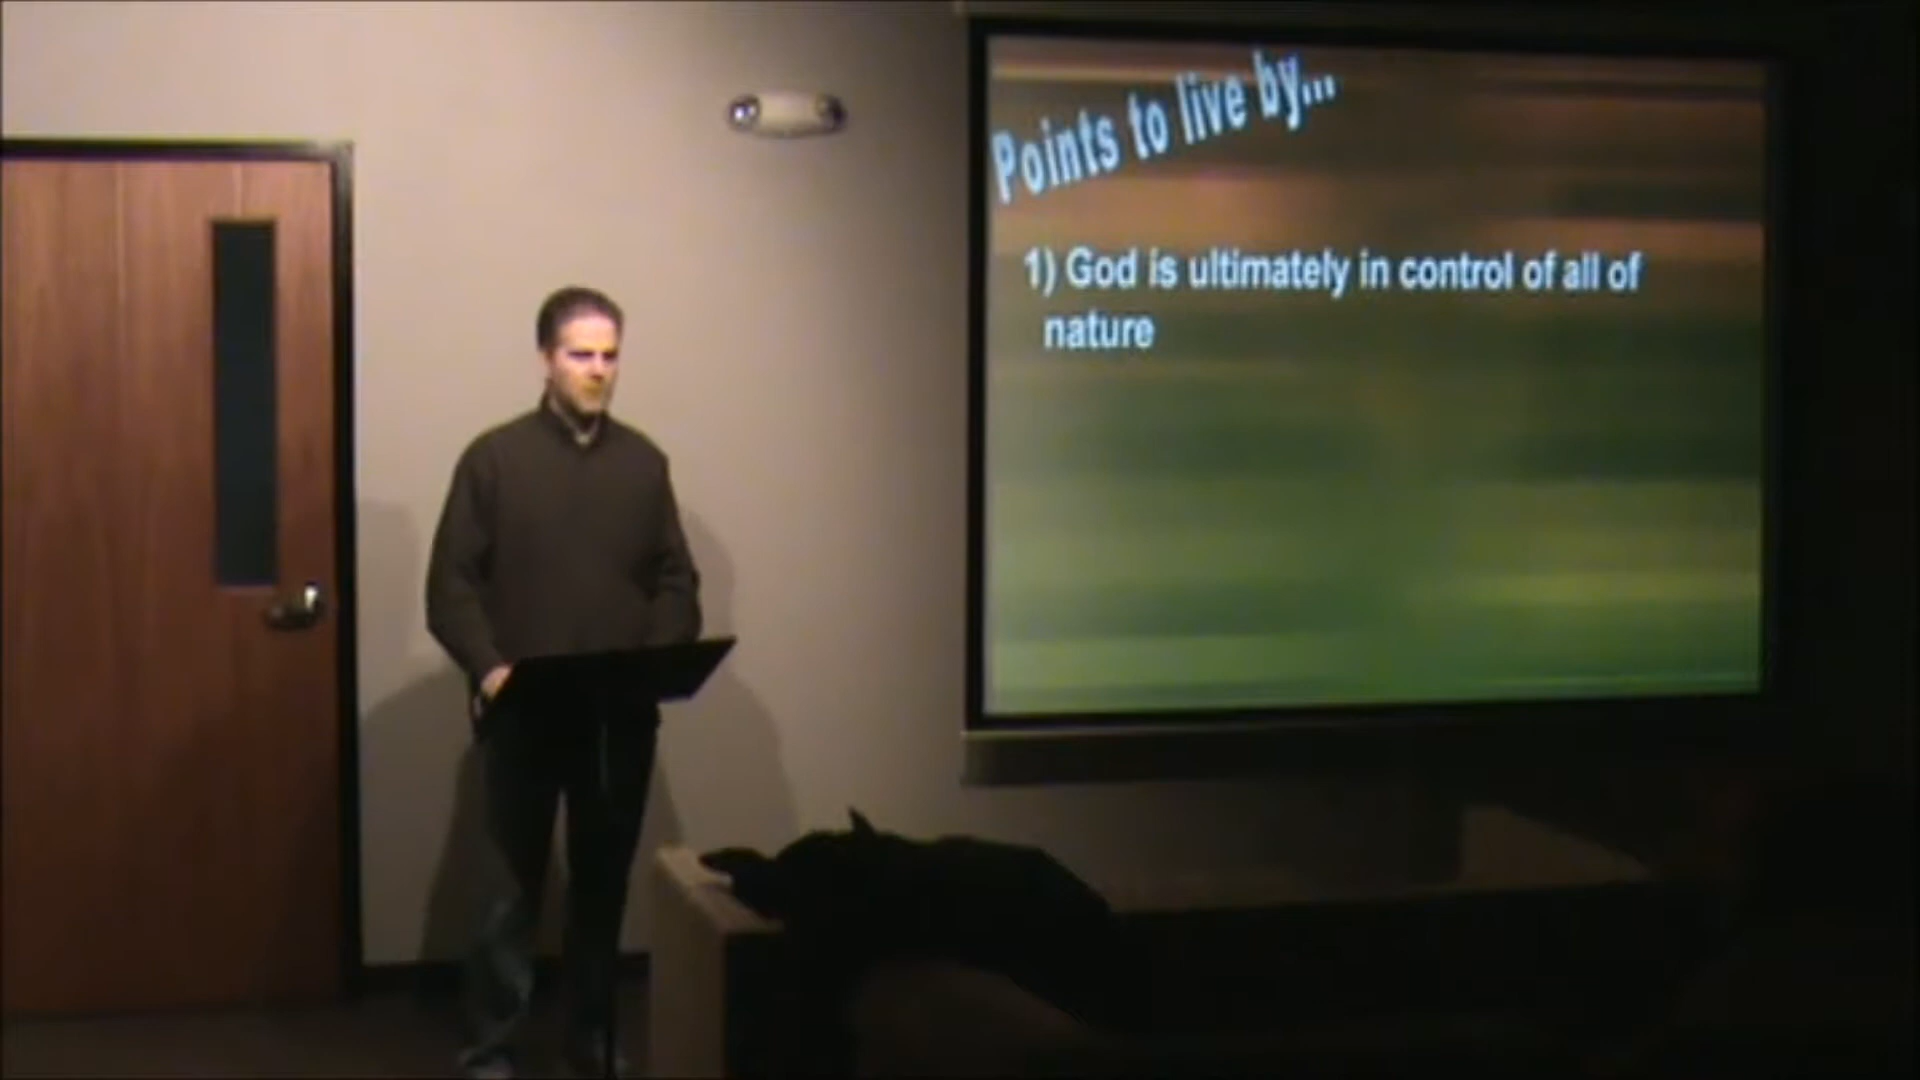 Points to live by...
1) God is ultimately in control of all of
nature